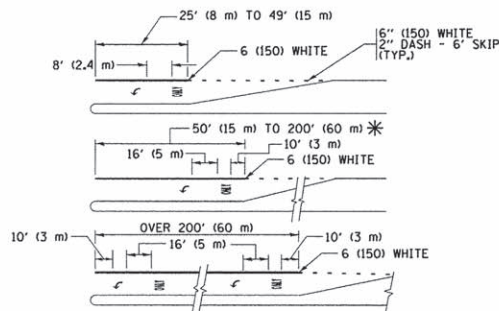 25' (8 m) TO 49' (15 m)
6" (150) WHITE
2" DASH - 6' SKIP
(TYP.)
6 (150) WHITE
8' (2.4 m)
ONLY
50' (15 m) TO 200' (60 m) *
10' (3 m)
16' (5 m)
6 (150) WHITE
ONLY
OVER 200' (60 m)
10' (3 m)
16' (5 m)
10' (3 m)
6 (150) WHITE
ONLY
ONLY